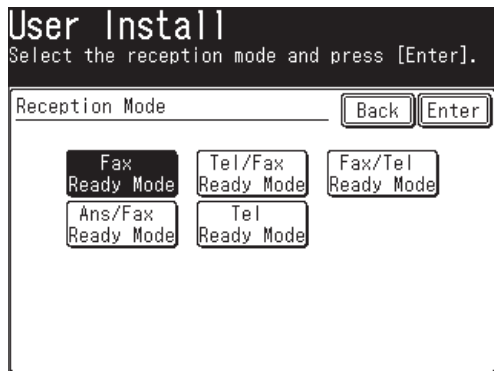 User Install
Select the reception mode and press [Enter].
Reception Mode
Back Enter
Fax Tel/Fax Fax/Tel
Ready Mode Ready Mode Ready Mode
Ans/Fax Tel
Ready Mode Ready Mode